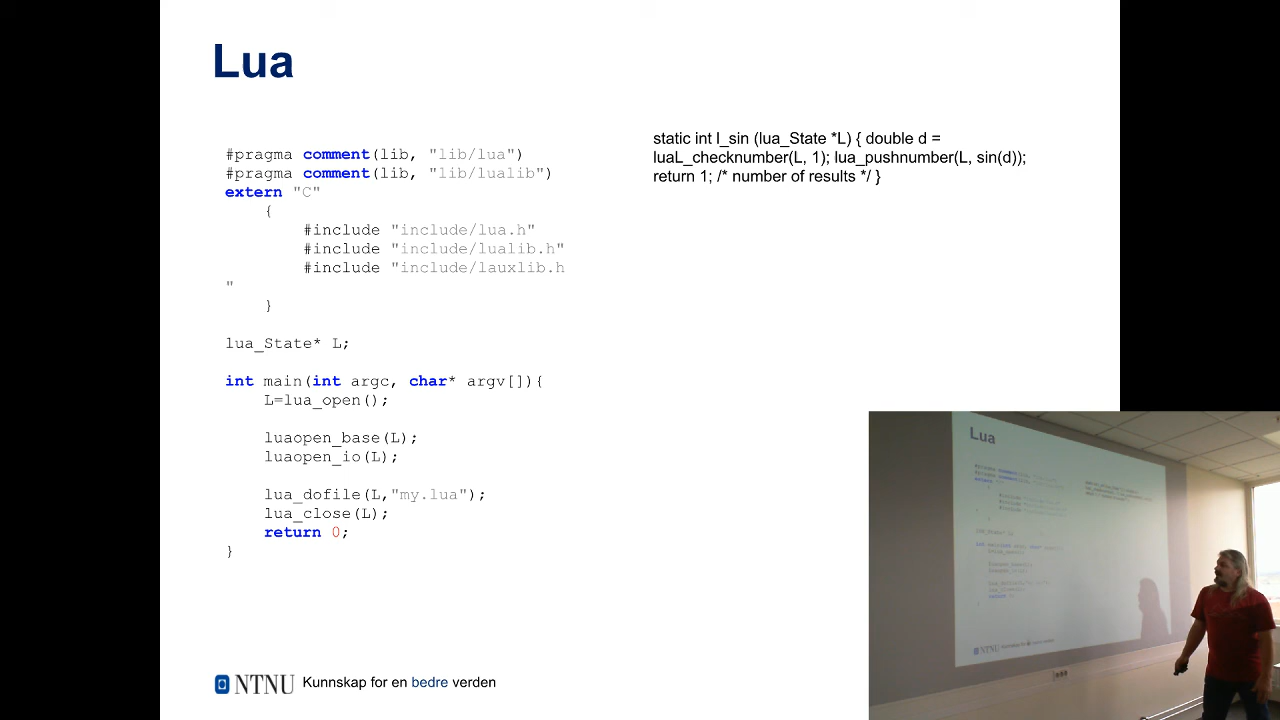 Lua
#pragma comment(lib, "lib/lua")
#pragma comment(lib, "lib/lualib")
extern "C"
{
#include "include/lua.h"
#include "include/lualib.h"
#include "include/lauxlib.h
"
}
lua_State* L;
int main(int argc, char* argv[]){
L=lua_open();
luaopen_base(L);
luaopen_io(L);
lua_dofile(L,"my.lua");
lua_close(L);
return 0;
}
static int l_sin (lua_State *L) { double d =
luaL_checknumber(L, 1); lua_pushnumber(L, sin(d));
return 1; /* number of results */ }
NTNU Kunnskap for en bedre verden
Lua
NTNU